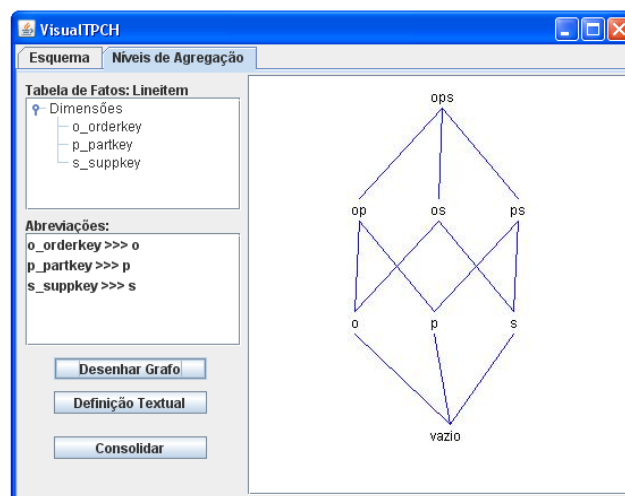 VisualTPCH
Esquema
Níveis de Agregação
Tabela de Fatos: Lineitem
Dimensões
o_orderkey
p_partkey
s_suppkey
Abreviações:
o_orderkey >>> o
p_partkey >>> p
s_suppkey >>> s
Desenhar Grafo
Definição Textual
Consolidar
ops
op os ps
o p s
vazio